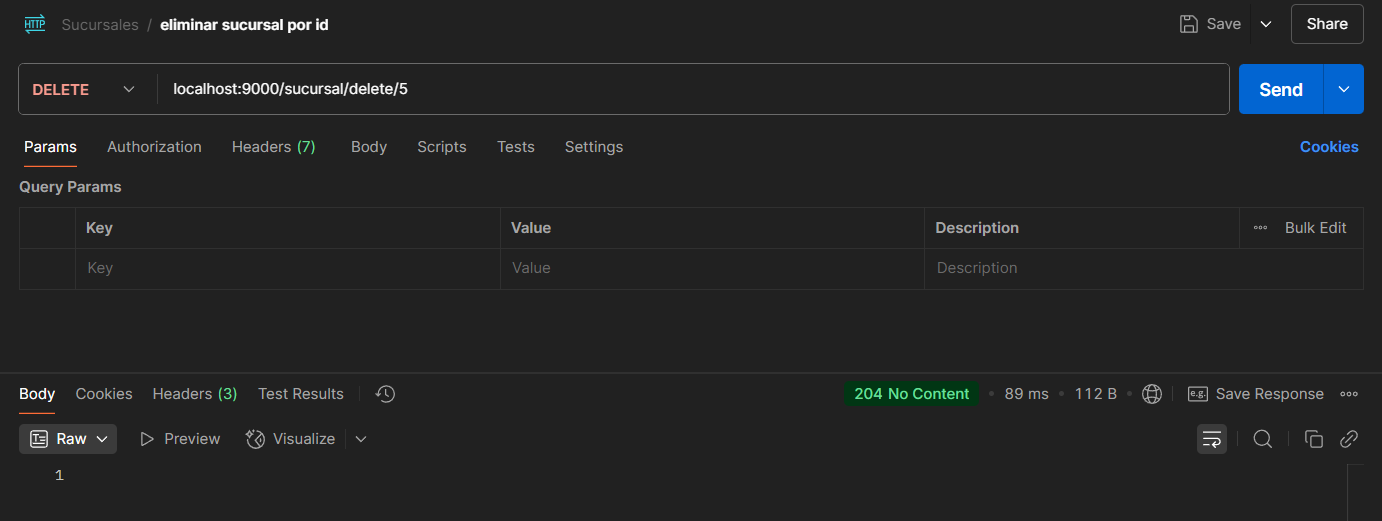 HTTP Sucursales / eliminar sucursal por id Save Share
DELETE localhost:9000/sucursal/delete/5 Send
Params Authorization Headers (7) Body Scripts Tests Settings Cookies
Query Params
Key Value Description Bulk Edit
Key Value Description
Body Cookies Headers (3) Test Results 204 No Content • 89 ms • 112 B • e.g. Save Response
Raw Preview Visualize
1